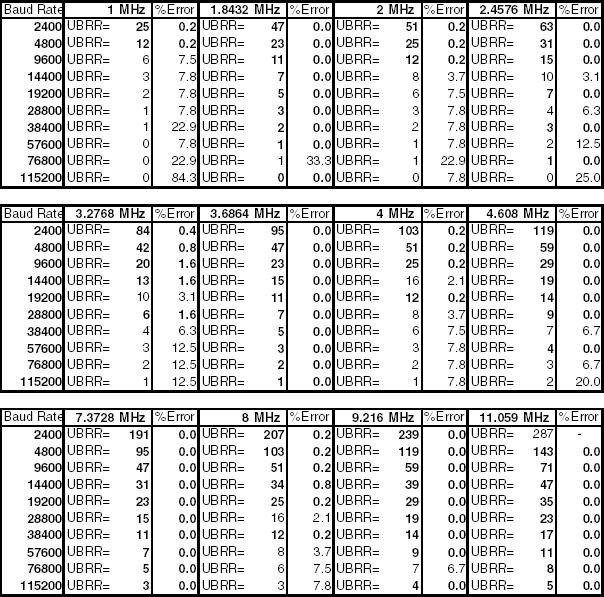 Baud Rate 1 MHz %Error 1.8432 MHz %Error 2 MHz %Error 2.4576 MHz %Error
2400 UBRR= 25 0.2 UBRR= 47 0.0 UBRR= 51 0.2 UBRR= 63 0.0
4800 UBRR= 12 0.2 UBRR= 23 0.0 UBRR= 25 0.2 UBRR= 31 0.0
9600 UBRR= 6 7.5 UBRR= 11 0.0 UBRR= 12 0.2 UBRR= 15 0.0
14400 UBRR= 3 7.8 UBRR= 7 0.0 UBRR= 8 3.7 UBRR= 10 3.1
19200 UBRR= 2 7.8 UBRR= 5 0.0 UBRR= 6 7.5 UBRR= 7 0.0
28800 UBRR= 1 7.8 UBRR= 3 0.0 UBRR= 3 7.8 UBRR= 4 6.3
38400 UBRR= 1 22.9 UBRR= 2 0.0 UBRR= 2 7.8 UBRR= 3 0.0
57600 UBRR= 0 7.8 UBRR= 1 0.0 UBRR= 1 7.8 UBRR= 2 12.5
76800 UBRR= 0 22.9 UBRR= 1 33.3 UBRR= 1 22.9 UBRR= 1 0.0
115200 UBRR= 0 84.3 UBRR= 0 0.0 UBRR= 0 7.8 UBRR= 0 25.0
Baud Rate 3.2768 MHz %Error 3.6864 MHz %Error 4 MHz %Error 4.608 MHz %Error
2400 UBRR= 84 0.4 UBRR= 95 0.0 UBRR= 103 0.2 UBRR= 119 0.0
4800 UBRR= 42 0.8 UBRR= 47 0.0 UBRR= 51 0.2 UBRR= 59 0.0
9600 UBRR= 20 1.6 UBRR= 23 0.0 UBRR= 25 0.2 UBRR= 29 0.0
14400 UBRR= 13 1.6 UBRR= 15 0.0 UBRR= 16 2.1 UBRR= 19 0.0
19200 UBRR= 10 3.1 UBRR= 11 0.0 UBRR= 12 0.2 UBRR= 14 0.0
28800 UBRR= 6 1.6 UBRR= 7 0.0 UBRR= 8 3.7 UBRR= 9 0.0
38400 UBRR= 4 6.3 UBRR= 5 0.0 UBRR= 6 7.5 UBRR= 7 6.7
57600 UBRR= 3 12.5 UBRR= 3 0.0 UBRR= 3 7.8 UBRR= 4 0.0
76800 UBRR= 2 12.5 UBRR= 2 0.0 UBRR= 2 7.8 UBRR= 3 6.7
115200 UBRR= 1 12.5 UBRR= 1 0.0 UBRR= 1 7.8 UBRR= 2 20.0
Baud Rate 7.3728 MHz %Error 8 MHz %Error 9.216 MHz %Error 11.059 MHz %Error
2400 UBRR= 191 0.0 UBRR= 207 0.2 UBRR= 239 0.0 UBRR= 287 -
4800 UBRR= 95 0.0 UBRR= 103 0.2 UBRR= 119 0.0 UBRR= 143 0.0
9600 UBRR= 47 0.0 UBRR= 51 0.2 UBRR= 59 0.0 UBRR= 71 0.0
14400 UBRR= 31 0.0 UBRR= 34 0.8 UBRR= 39 0.0 UBRR= 47 0.0
19200 UBRR= 23 0.0 UBRR= 25 0.2 UBRR= 29 0.0 UBRR= 35 0.0
28800 UBRR= 15 0.0 UBRR= 16 2.1 UBRR= 19 0.0 UBRR= 23 0.0
38400 UBRR= 11 0.0 UBRR= 12 0.2 UBRR= 14 0.0 UBRR= 17 0.0
57600 UBRR= 7 0.0 UBRR= 8 3.7 UBRR= 9 0.0 UBRR= 11 0.0
76800 UBRR= 5 0.0 UBRR= 6 7.5 UBRR= 7 6.7 UBRR= 8 0.0
115200 UBRR= 3 0.0 UBRR= 3 7.8 UBRR= 4 0.0 UBRR= 5 0.0